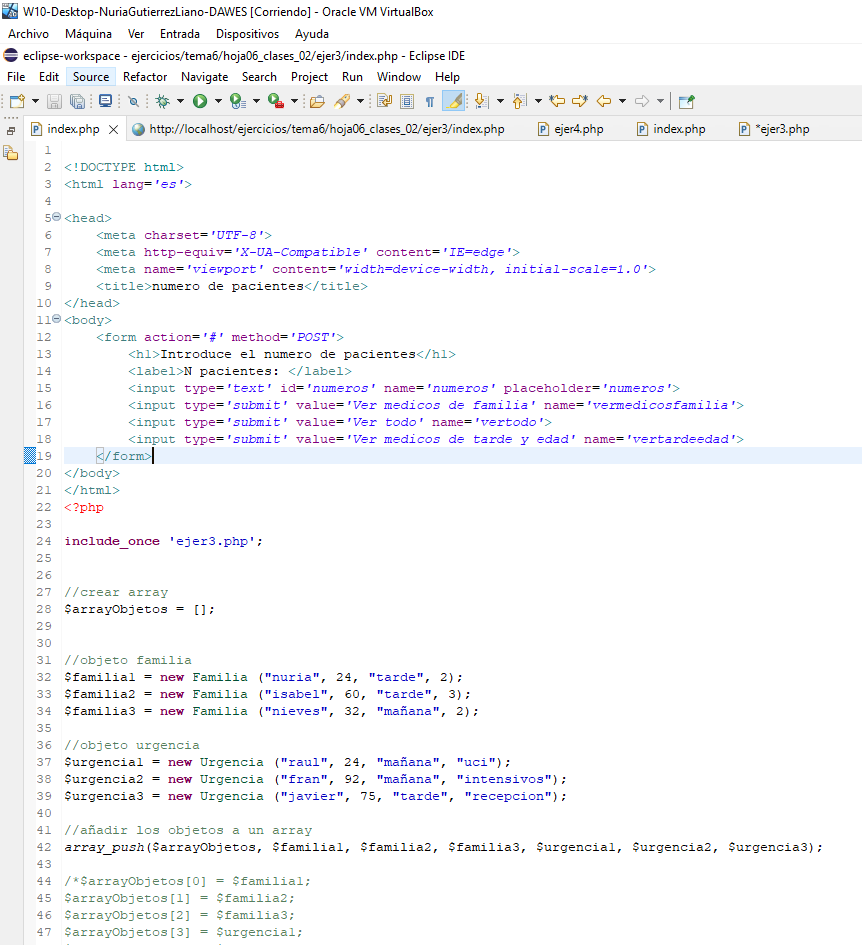 W10-Desktop-NuriaGutierrezLiano-DAWES [Corriendo] - Oracle VM VirtualBox
Archivo Máquina Ver Entrada Dispositivos Ayuda
eclipse-workspace - ejercicios/tema6/hoja06_clases_02/ejer3/index.php - Eclipse IDE
File Edit Source Refactor Navigate Search Project Run Window Help
index.php http://localhost/ejercicios/tema6/hoja06_clases_02/ejer3/index.php ejer4.php index.php *ejer3.php
1
2 <!DOCTYPE html>
3 <html lang='es'>
4
5 <head>
6 <meta charset='UTF-8'>
7 <meta http-equiv='X-UA-Compatible' content='IE=edge'>
8 <meta name='viewport' content='width=device-width, initial-scale=1.0'>
9 <title>numero de pacientes</title>
10 </head>
11 <body>
12 <form action='#' method='POST'>
13 <h1>Introduce el numero de pacientes</h1>
14 <label>N pacientes: </label>
15 <input type='text' id='numeros' name='numeros' placeholder='numeros'>
16 <input type='submit' value='Ver medicos de familia' name='vermedicosfamilia'>
17 <input type='submit' value='Ver todo' name='vertodo'>
18 <input type='submit' value='Ver medicos de tarde y edad' name='vertardeedad'>
19 </form>
20 </body>
21 </html>
22 <?php
23
24 include_once 'ejer3.php';
25
26
27 //crear array
28 $arrayObjetos = [];
29
30
31 //objeto familia
32 $familia1 = new Familia ("nuria", 24, "tarde", 2);
33 $familia2 = new Familia ("isabel", 60, "tarde", 3);
34 $familia3 = new Familia ("nieves", 32, "mañana", 2);
35
36 //objeto urgencia
37 $urgencia1 = new Urgencia ("raul", 24, "mañana", "uci");
38 $urgencia2 = new Urgencia ("fran", 92, "mañana", "intensivos");
39 $urgencia3 = new Urgencia ("javier", 75, "tarde", "recepcion");
40
41 //añadir los objetos a un array
42 array_push($arrayObjetos, $familia1, $familia2, $familia3, $urgencia1, $urgencia2, $urgencia3);
43
44 /*$arrayObjetos[0] = $familia1;
45 $arrayObjetos[1] = $familia2;
46 $arrayObjetos[2] = $familia3;
47 $arrayObjetos[3] = $urgencia1;